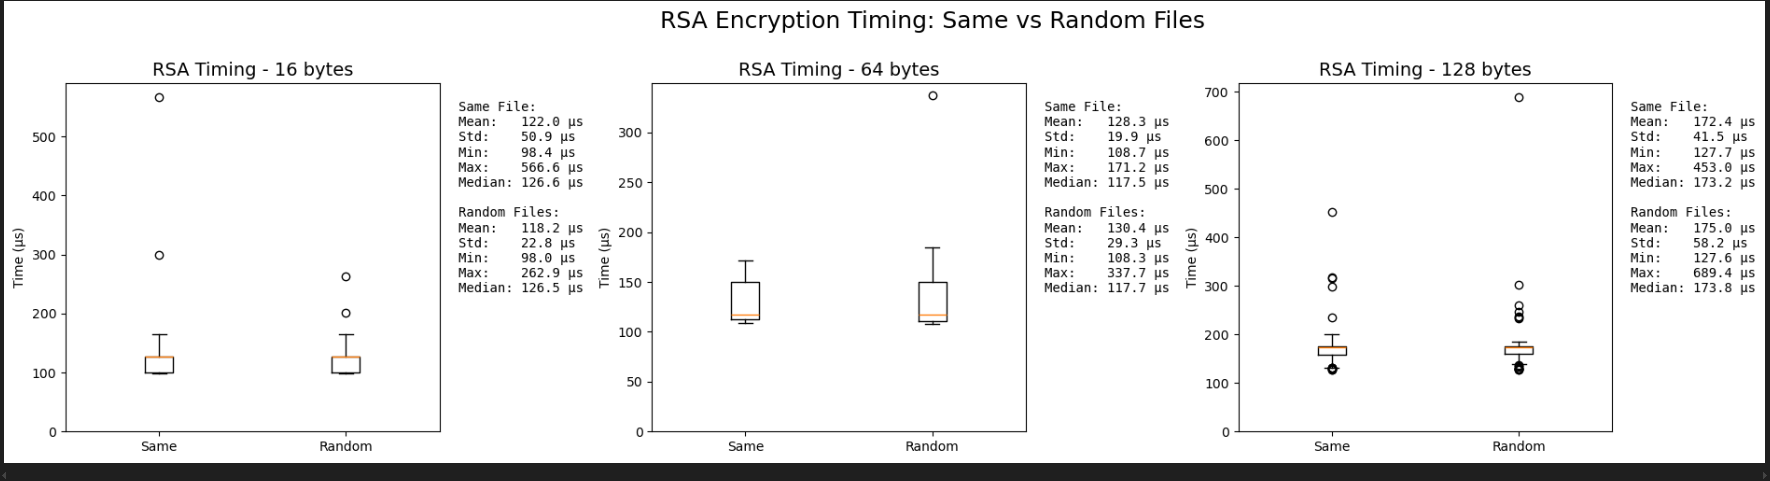 RSA Encryption Timing: Same vs Random Files
RSA Timing - 16 bytes
Time (μs)
500
400
300
200
100
0
Same
Random
Same File:
Mean: 122.0 μs
Std: 50.9 μs
Min: 98.4 μs
Max: 566.6 μs
Median: 126.6 μs
Random Files:
Mean: 118.2 μs
Std: 22.8 μs
Min: 98.0 μs
Max: 262.9 μs
Median: 126.5 μs
RSA Timing - 64 bytes
Time (μs)
300
250
200
150
100
50
0
Same
Random
Same File:
Mean: 128.3 μs
Std: 19.9 μs
Min: 108.7 μs
Max: 171.2 μs
Median: 117.5 μs
Random Files:
Mean: 130.4 μs
Std: 29.3 μs
Min: 108.3 μs
Max: 337.7 μs
Median: 117.7 μs
RSA Timing - 128 bytes
Time (μs)
700
600
500
400
300
200
100
0
Same
Random
Same File:
Mean: 172.4 μs
Std: 41.5 μs
Min: 127.7 μs
Max: 453.0 μs
Median: 173.2 μs
Random Files:
Mean: 175.0 μs
Std: 58.2 μs
Min: 127.6 μs
Max: 689.4 μs
Median: 173.8 μs